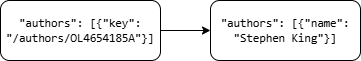 "authors": [{"key":
"/authors/OL4654185A"}]
"authors": [{"name":
"Stephen King"}]